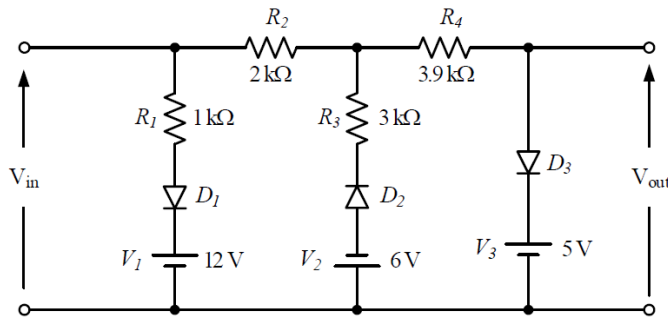 R2
R4
2 kΩ
3.9 kΩ
R1
1 kΩ
R3
3 kΩ
Vin
D1
D2
D3
Vout
V1
12 V
V2
6 V
V3
5 V